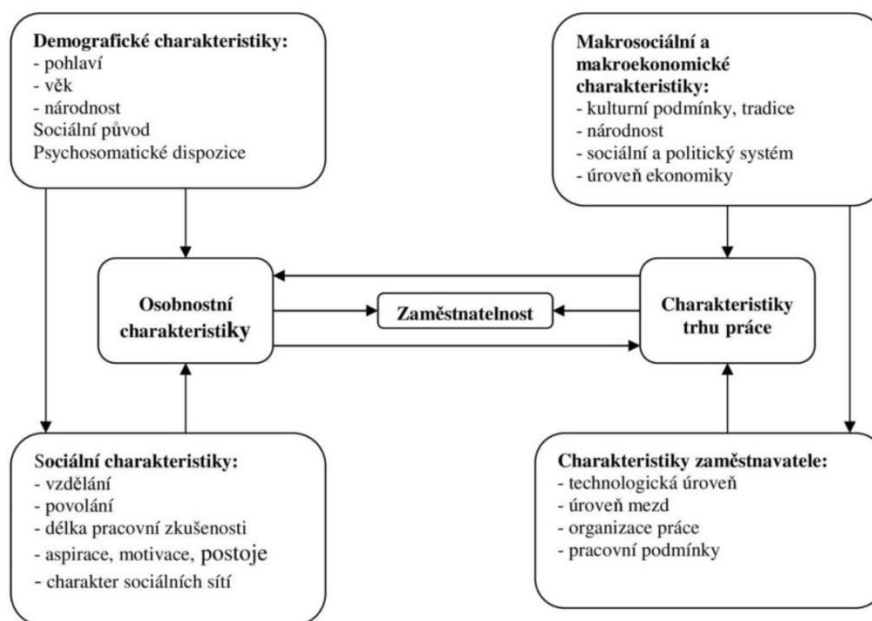 Demografické charakteristiky:
- pohlaví
- věk
- národnost
Sociální původ
Psychosomatické dispozice
Makrosociální a
makroekonomické
charakteristiky:
- kulturní podmínky, tradice
- národnost
- sociální a politický systém
- úroveň ekonomiky
Osobnostní
charakteristiky
Zaměstnatelnost
Charakteristiky
trhu práce
Sociální charakteristiky:
- vzdělání
- povolání
- délka pracovní zkušenosti
- aspirace, motivace, postoje
- charakter sociálních sítí
Charakteristiky zaměstnavatele:
- technologická úroveň
- úroveň mezd
- organizace práce
- pracovní podmínky